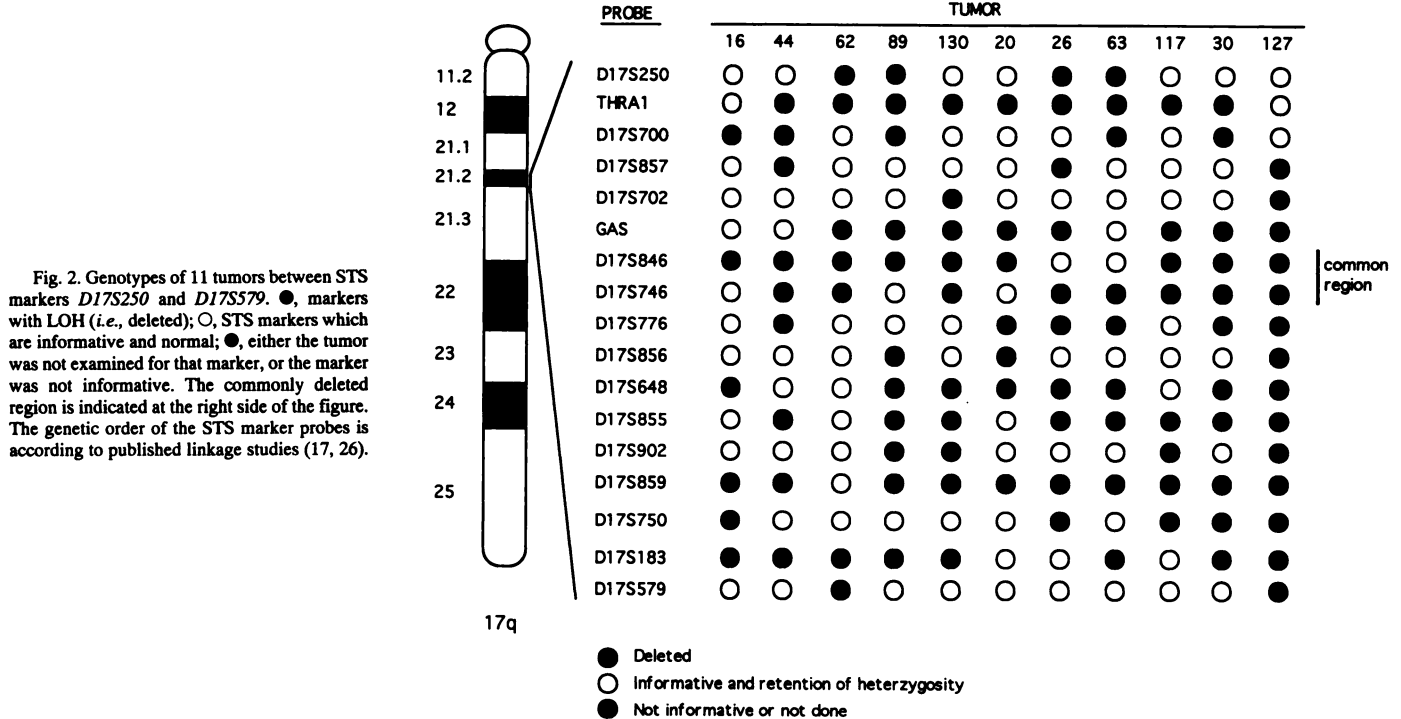 PROBE
TUMOR
16 44 62 89 130 20 26 63 117 30 127
11.2
12
21.1
21.2
21.3
22
23
24
25
17q
D17S250
THRA1
D17S700
D17S857
D17S702
GAS
D17S846
D17S746
D17S776
D17S856
D17S648
D17S855
D17S902
D17S859
D17S750
D17S183
D17S579
common
region
Fig. 2. Genotypes of 11 tumors between STS
markers D17S250 and D17S579. ●, markers
with LOH (i.e., deleted); ○, STS markers which
are informative and normal; ●, either the tumor
was not examined for that marker, or the marker
was not informative. The commonly deleted
region is indicated at the right side of the figure.
The genetic order of the STS marker probes is
according to published linkage studies (17, 26).
Deleted
Informative and retention of heterzygosity
Not informative or not done